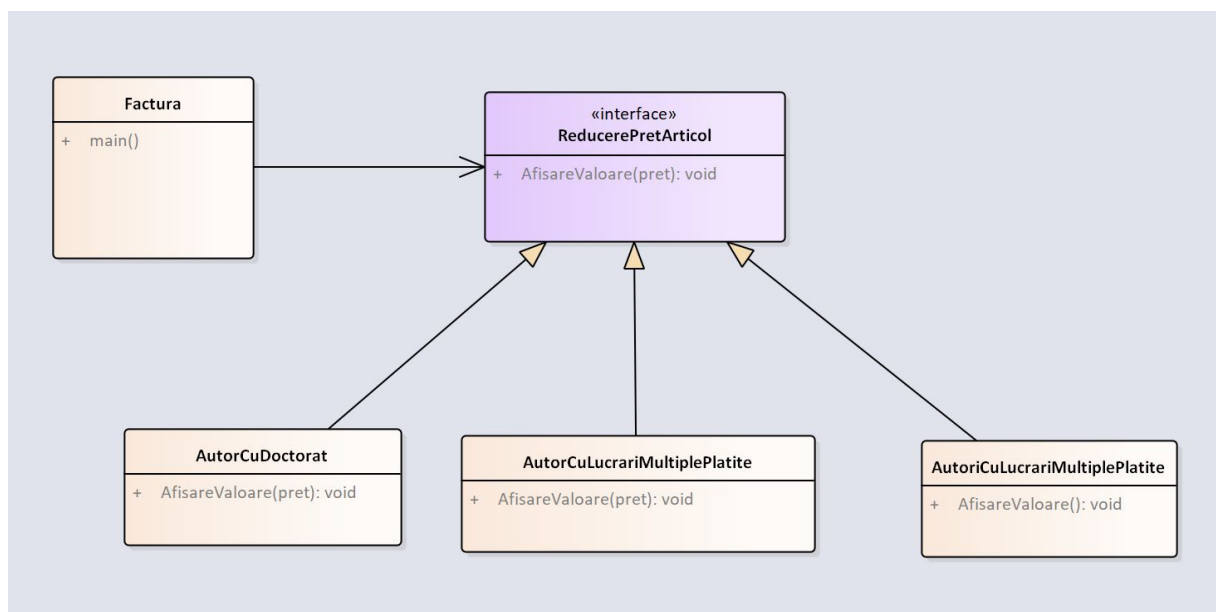 Factura
+ main()
«interface»
ReducerePretArticol
+ AfisareValoare(pret): void
AutorCuDoctorat
+ AfisareValoare(pret): void
AutorCuLucrariMultiplePlatite
+ AfisareValoare(pret): void
AutoriCuLucrariMultiplePlatite
+ AfisareValoare(): void